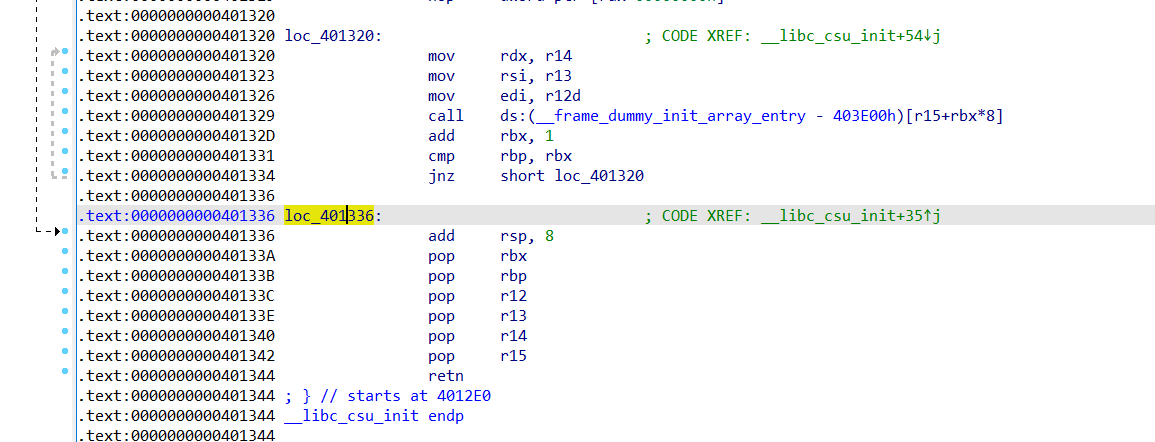 .text:0000000000401320
.text:0000000000401320 loc_401320: ; CODE XREF: __libc_csu_init+54↓j
.text:0000000000401320 mov rdx, r14
.text:0000000000401323 mov rsi, r13
.text:0000000000401326 mov edi, r12d
.text:0000000000401329 call ds:(__frame_dummy_init_array_entry - 403E00h)[r15+rbx*8]
.text:000000000040132D add rbx, 1
.text:0000000000401331 cmp rbp, rbx
.text:0000000000401334 jnz short loc_401320
.text:0000000000401336
.text:0000000000401336 loc_401336: ; CODE XREF: __libc_csu_init+35↑j
.text:0000000000401336 add rsp, 8
.text:000000000040133A pop rbx
.text:000000000040133B pop rbp
.text:000000000040133C pop r12
.text:000000000040133E pop r13
.text:0000000000401340 pop r14
.text:0000000000401342 pop r15
.text:0000000000401344 retn
.text:0000000000401344 ; } // starts at 4012E0
.text:0000000000401344 __libc_csu_init endp
.text:0000000000401344